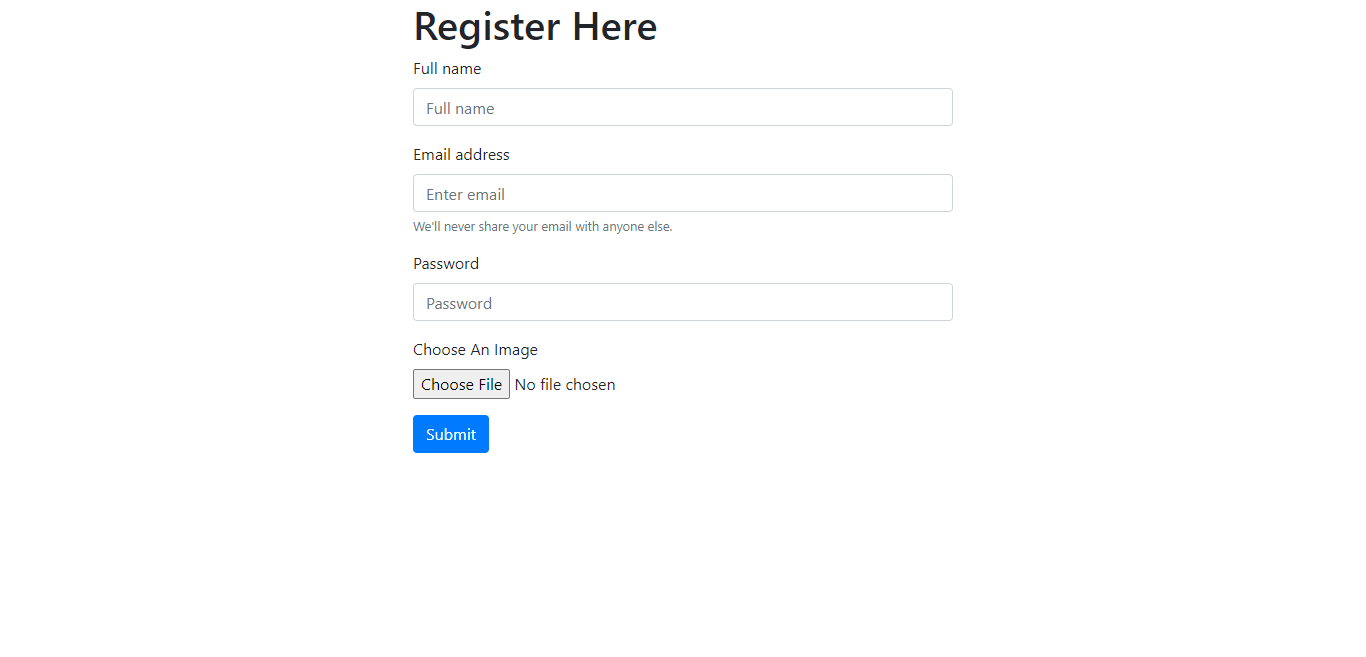 Register Here
Full name
Full name
Email address
Enter email
We'll never share your email with anyone else.
Password
Password
Choose An Image
Choose File No file chosen
Submit